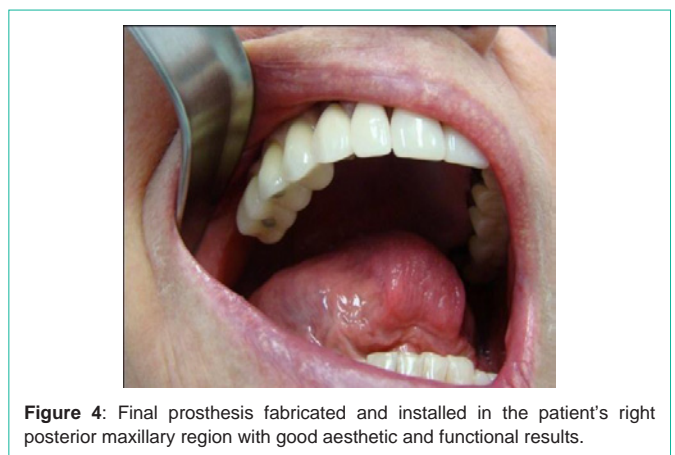 Figure 4: Final prosthesis fabricated and installed in the patient's right
posterior maxillary region with good aesthetic and functional results.